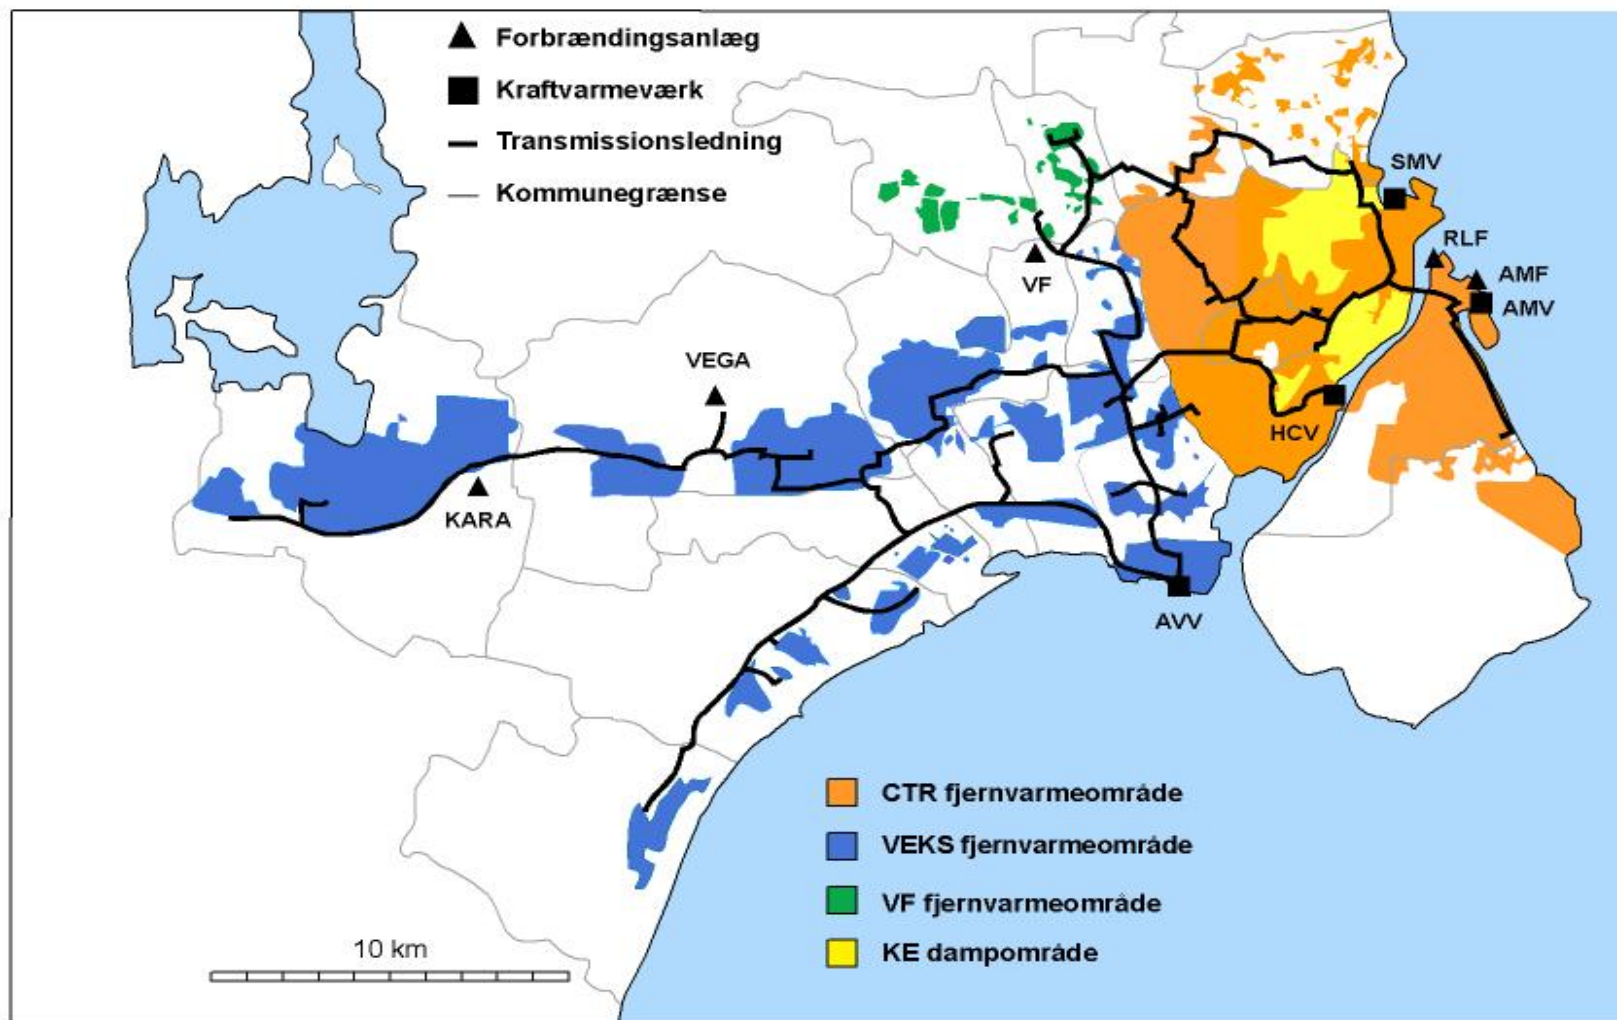 Forbrændingsanlæg
Kraftvarmeværk
Transmissionsledning
Kommunegrænse
SMV
RLF
AMF
AMV
VF
VEGA
HCV
KARA
AVV
CTR fjernvarmeområde
VEKS fjernvarmeområde
VF fjernvarmeområde
KE dampområde
10 km